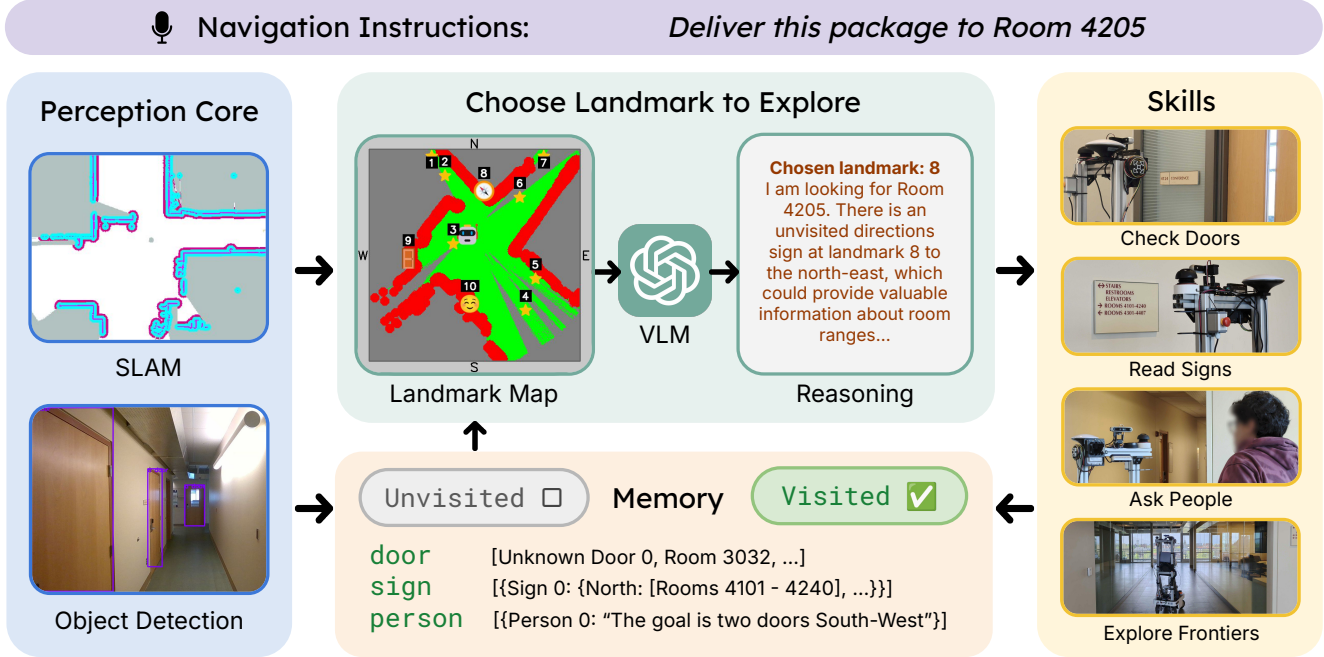 Navigation Instructions: Deliver this package to Room 4205
Perception Core
SLAM
Object Detection
Choose Landmark to Explore
N
1 2
7
8
6
3
9
W
E
5
10
4
S
Landmark Map
VLM
Chosen landmark: 8
I am looking for Room
4205. There is an
unvisited directions
sign at landmark 8 to
the north-east, which
could provide valuable
information about room
ranges...
Reasoning
Unvisited
Memory
Visited
door [Unknown Door 0, Room 3032, ...]
sign [{Sign 0: {North: [Rooms 4101 - 4240], ...}}]
person [{Person 0: “The goal is two doors South-West”}]
Skills
Check Doors
STAIRS
RESTROOMS
ELEVATORS
ROOMS 4101-4240
ROOMS 4301-4407
Read Signs
Ask People
Explore Frontiers